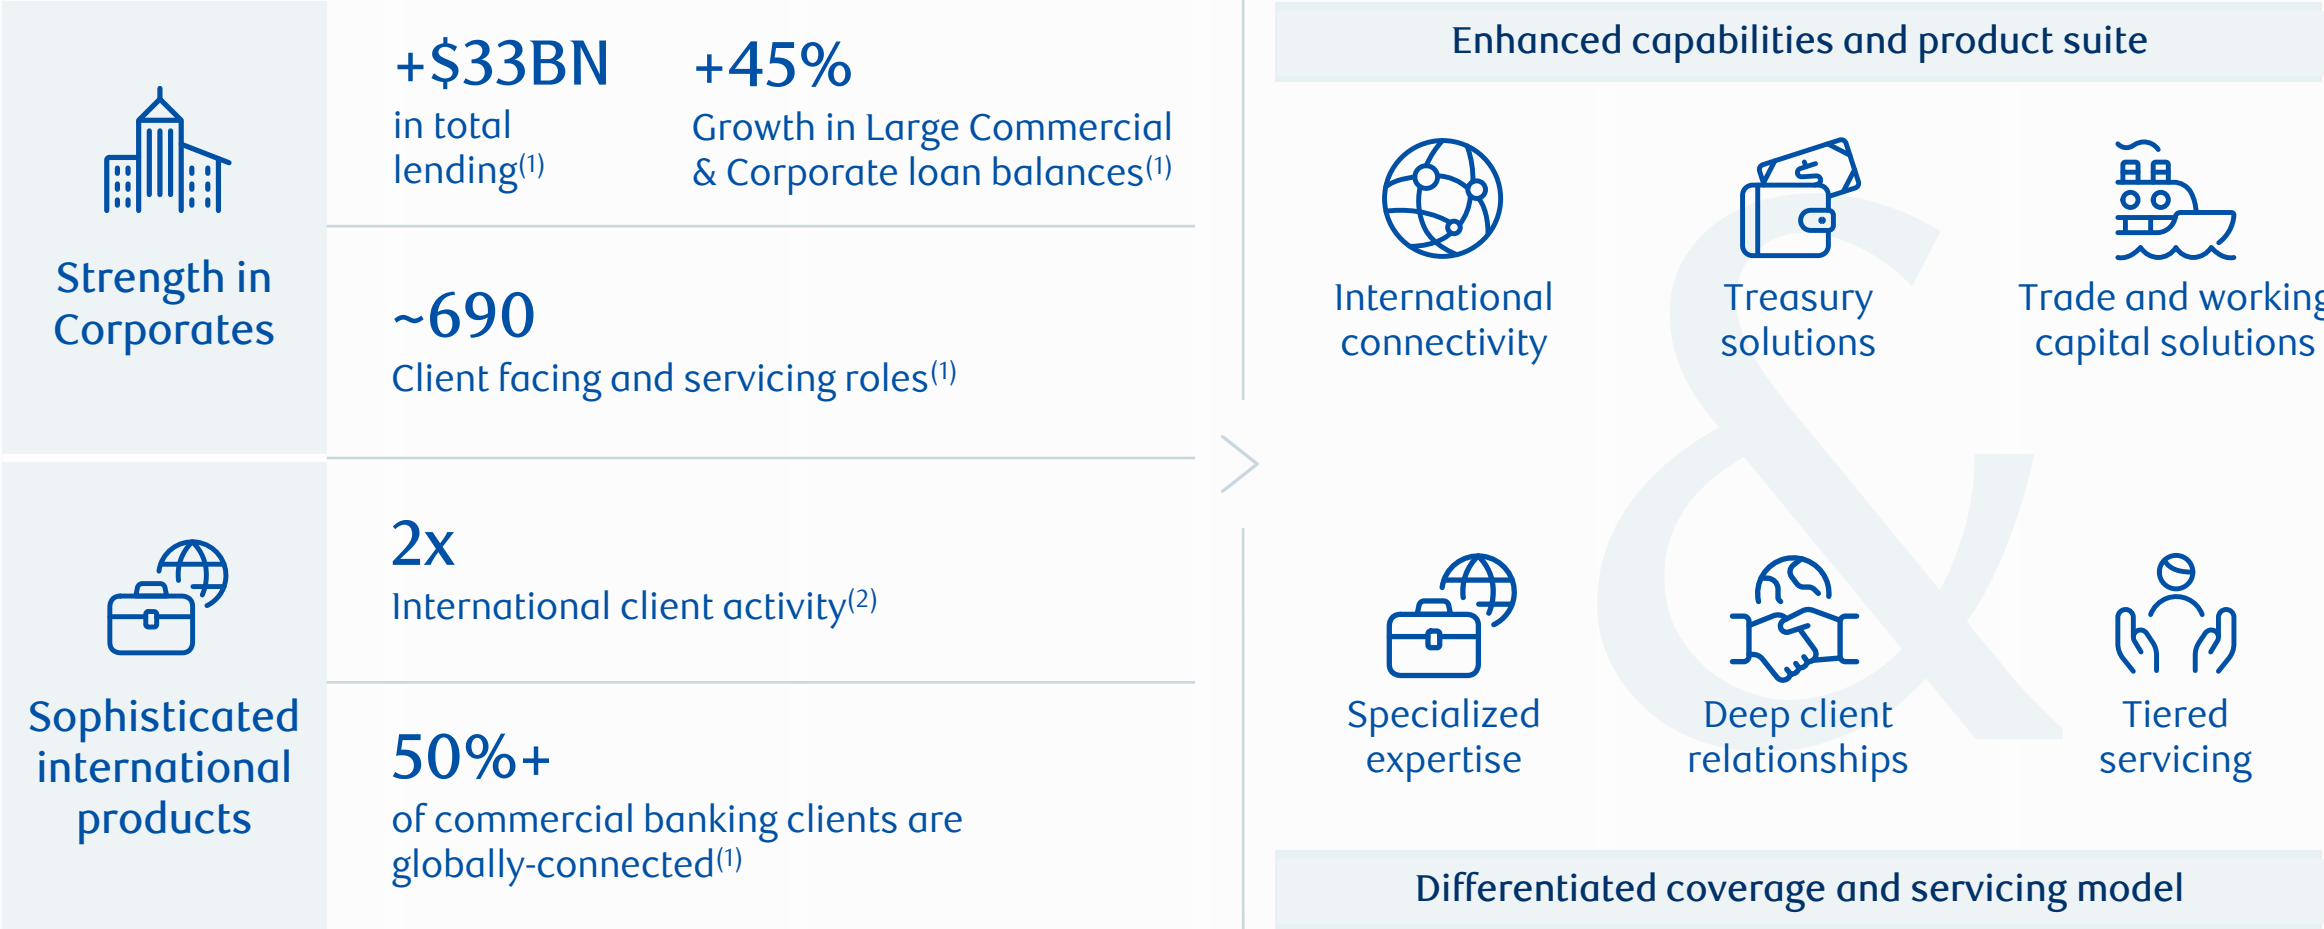 Strength in
Corporates
+$33BN
in total
lending(1)
+45%
Growth in Large Commercial
& Corporate loan balances(1)
~690
Client facing and servicing roles(1)
Sophisticated
international
products
2x
International client activity(2)
50%+
of commercial banking clients are
globally-connected(1)
Enhanced capabilities and product suite
International
connectivity
Treasury
solutions
Trade and working
capital solutions
&
Specialized
expertise
Deep client
relationships
Tiered
servicing
Differentiated coverage and servicing model